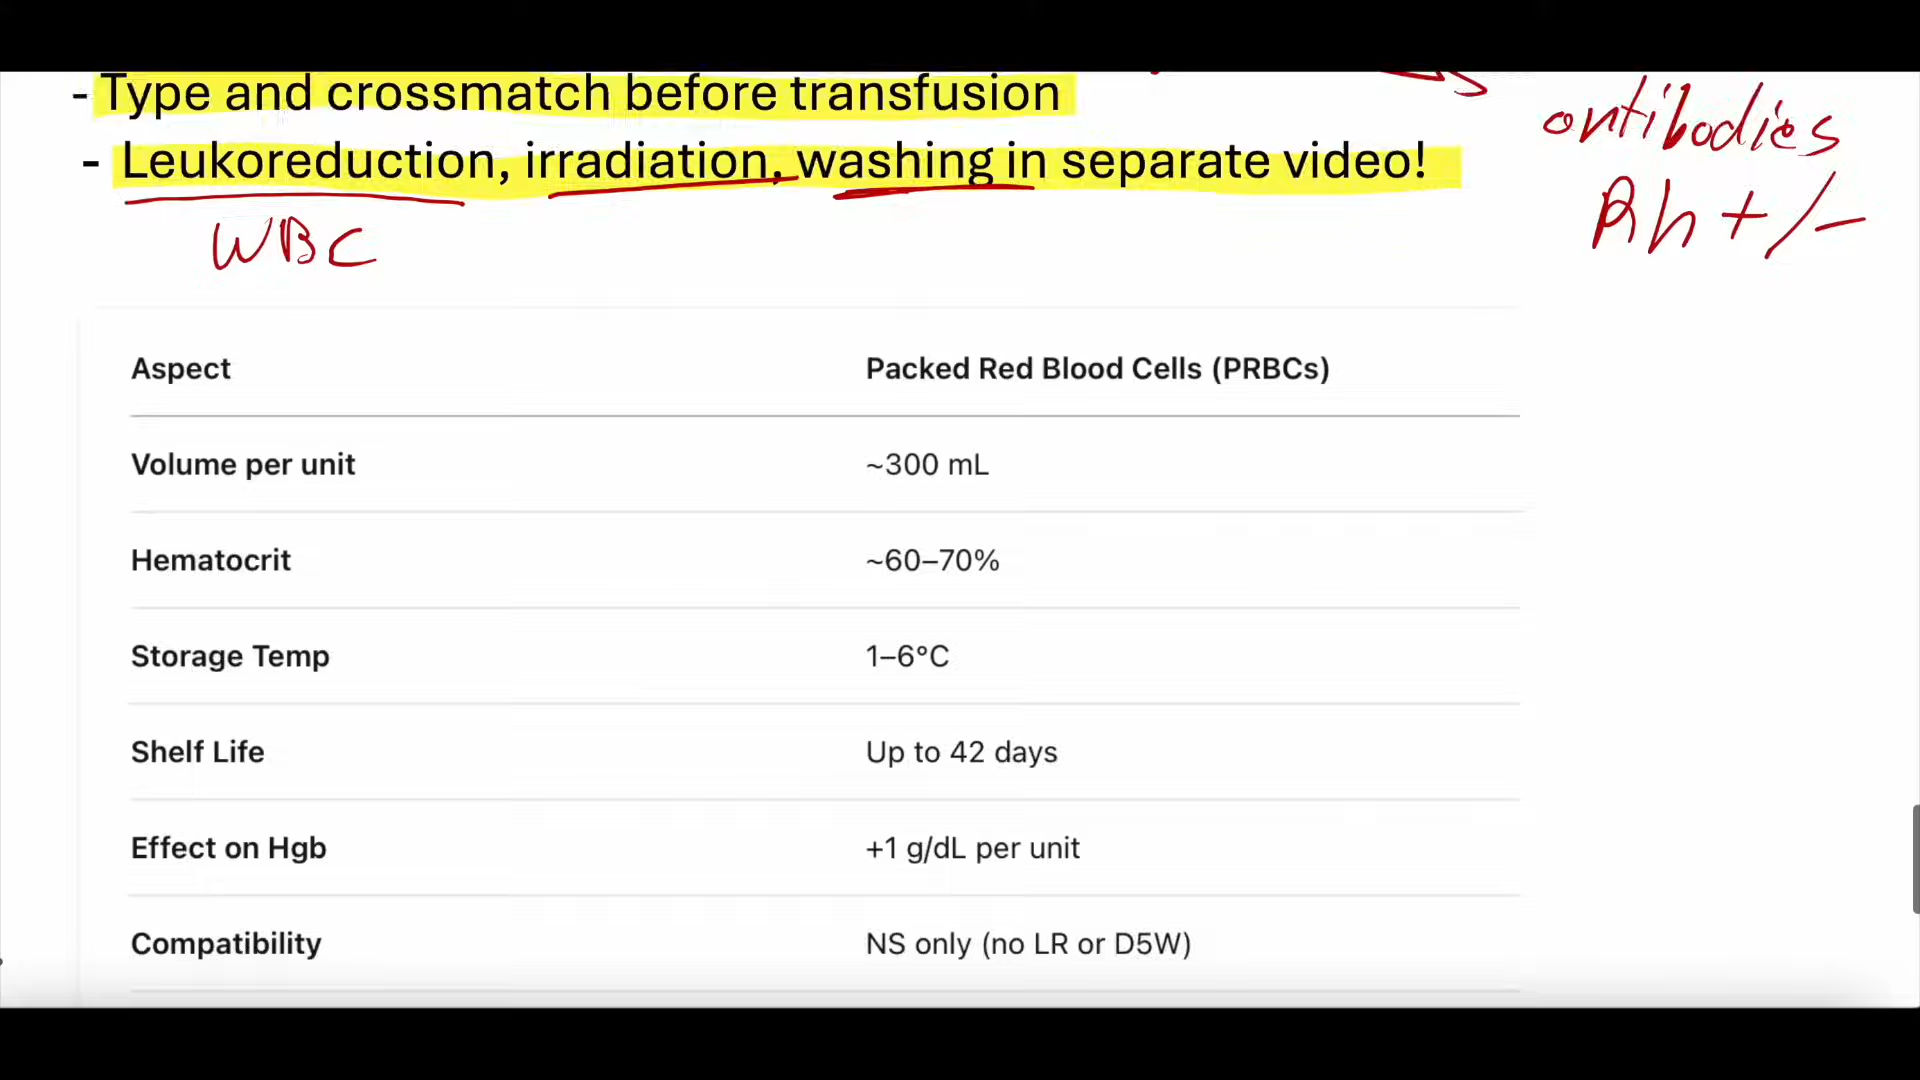 - Type and crossmatch before transfusion
- Leukoreduction, irradiation, washing in separate video!
antibodies
Rh +/-
WBC
Aspect Packed Red Blood Cells (PRBCs)
Volume per unit ~300 mL
Hematocrit ~60–70%
Storage Temp 1–6°C
Shelf Life Up to 42 days
Effect on Hgb +1 g/dL per unit
Compatibility NS only (no LR or D5W)